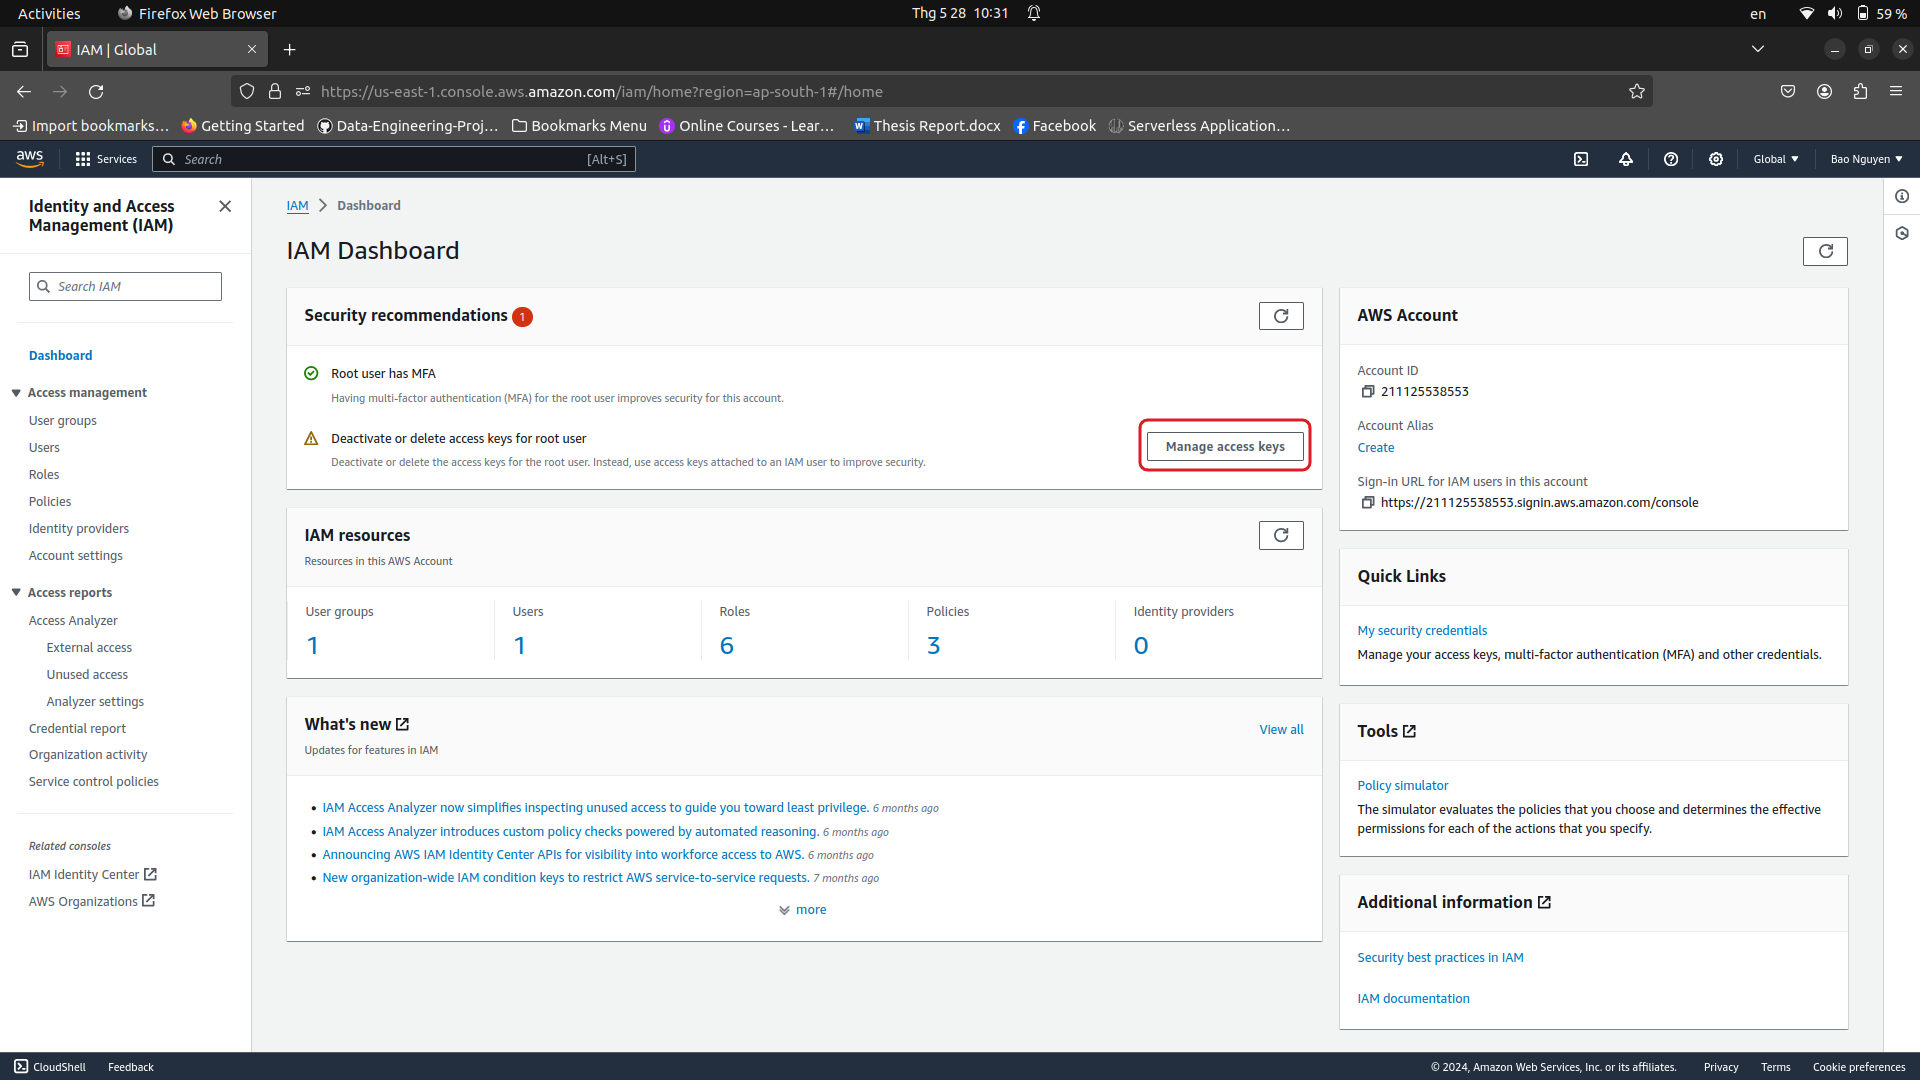 Activities
Firefox Web Browser
Thg 5 28 10:31
en
59 %
IAM | Global
https://us-east-1.console.aws.amazon.com/iam/home?region=ap-south-1#/home
Import bookmarks…
Getting Started
Data-Engineering-Proj…
Bookmarks Menu
Online Courses - Lear…
Thesis Report.docx
Facebook
Serverless Application…
aws
Services
Search
[Alt+S]
Global
Bao Nguyen
Identity and Access
Management (IAM)
Search IAM
Dashboard
Access management
User groups
Users
Roles
Policies
Identity providers
Account settings
Access reports
Access Analyzer
External access
Unused access
Analyzer settings
Credential report
Organization activity
Service control policies
Related consoles
IAM Identity Center
AWS Organizations
IAM
Dashboard
IAM Dashboard
Security recommendations 1
Root user has MFA
Having multi-factor authentication (MFA) for the root user improves security for this account.
Deactivate or delete access keys for root user
Deactivate or delete the access keys for the root user. Instead, use access keys attached to an IAM user to improve security.
Manage access keys
IAM resources
Resources in this AWS Account
User groups
1
Users
1
Roles
6
Policies
3
Identity providers
0
What's new
View all
Updates for features in IAM
IAM Access Analyzer now simplifies inspecting unused access to guide you toward least privilege. 6 months ago
IAM Access Analyzer introduces custom policy checks powered by automated reasoning. 6 months ago
Announcing AWS IAM Identity Center APIs for visibility into workforce access to AWS. 6 months ago
New organization-wide IAM condition keys to restrict AWS service-to-service requests. 7 months ago
more
AWS Account
Account ID
211125538553
Account Alias
Create
Sign-in URL for IAM users in this account
https://211125538553.signin.aws.amazon.com/console
Quick Links
My security credentials
Manage your access keys, multi-factor authentication (MFA) and other credentials.
Tools
Policy simulator
The simulator evaluates the policies that you choose and determines the effective
permissions for each of the actions that you specify.
Additional information
Security best practices in IAM
IAM documentation
CloudShell
Feedback
© 2024, Amazon Web Services, Inc. or its affiliates.
Privacy
Terms
Cookie preferences